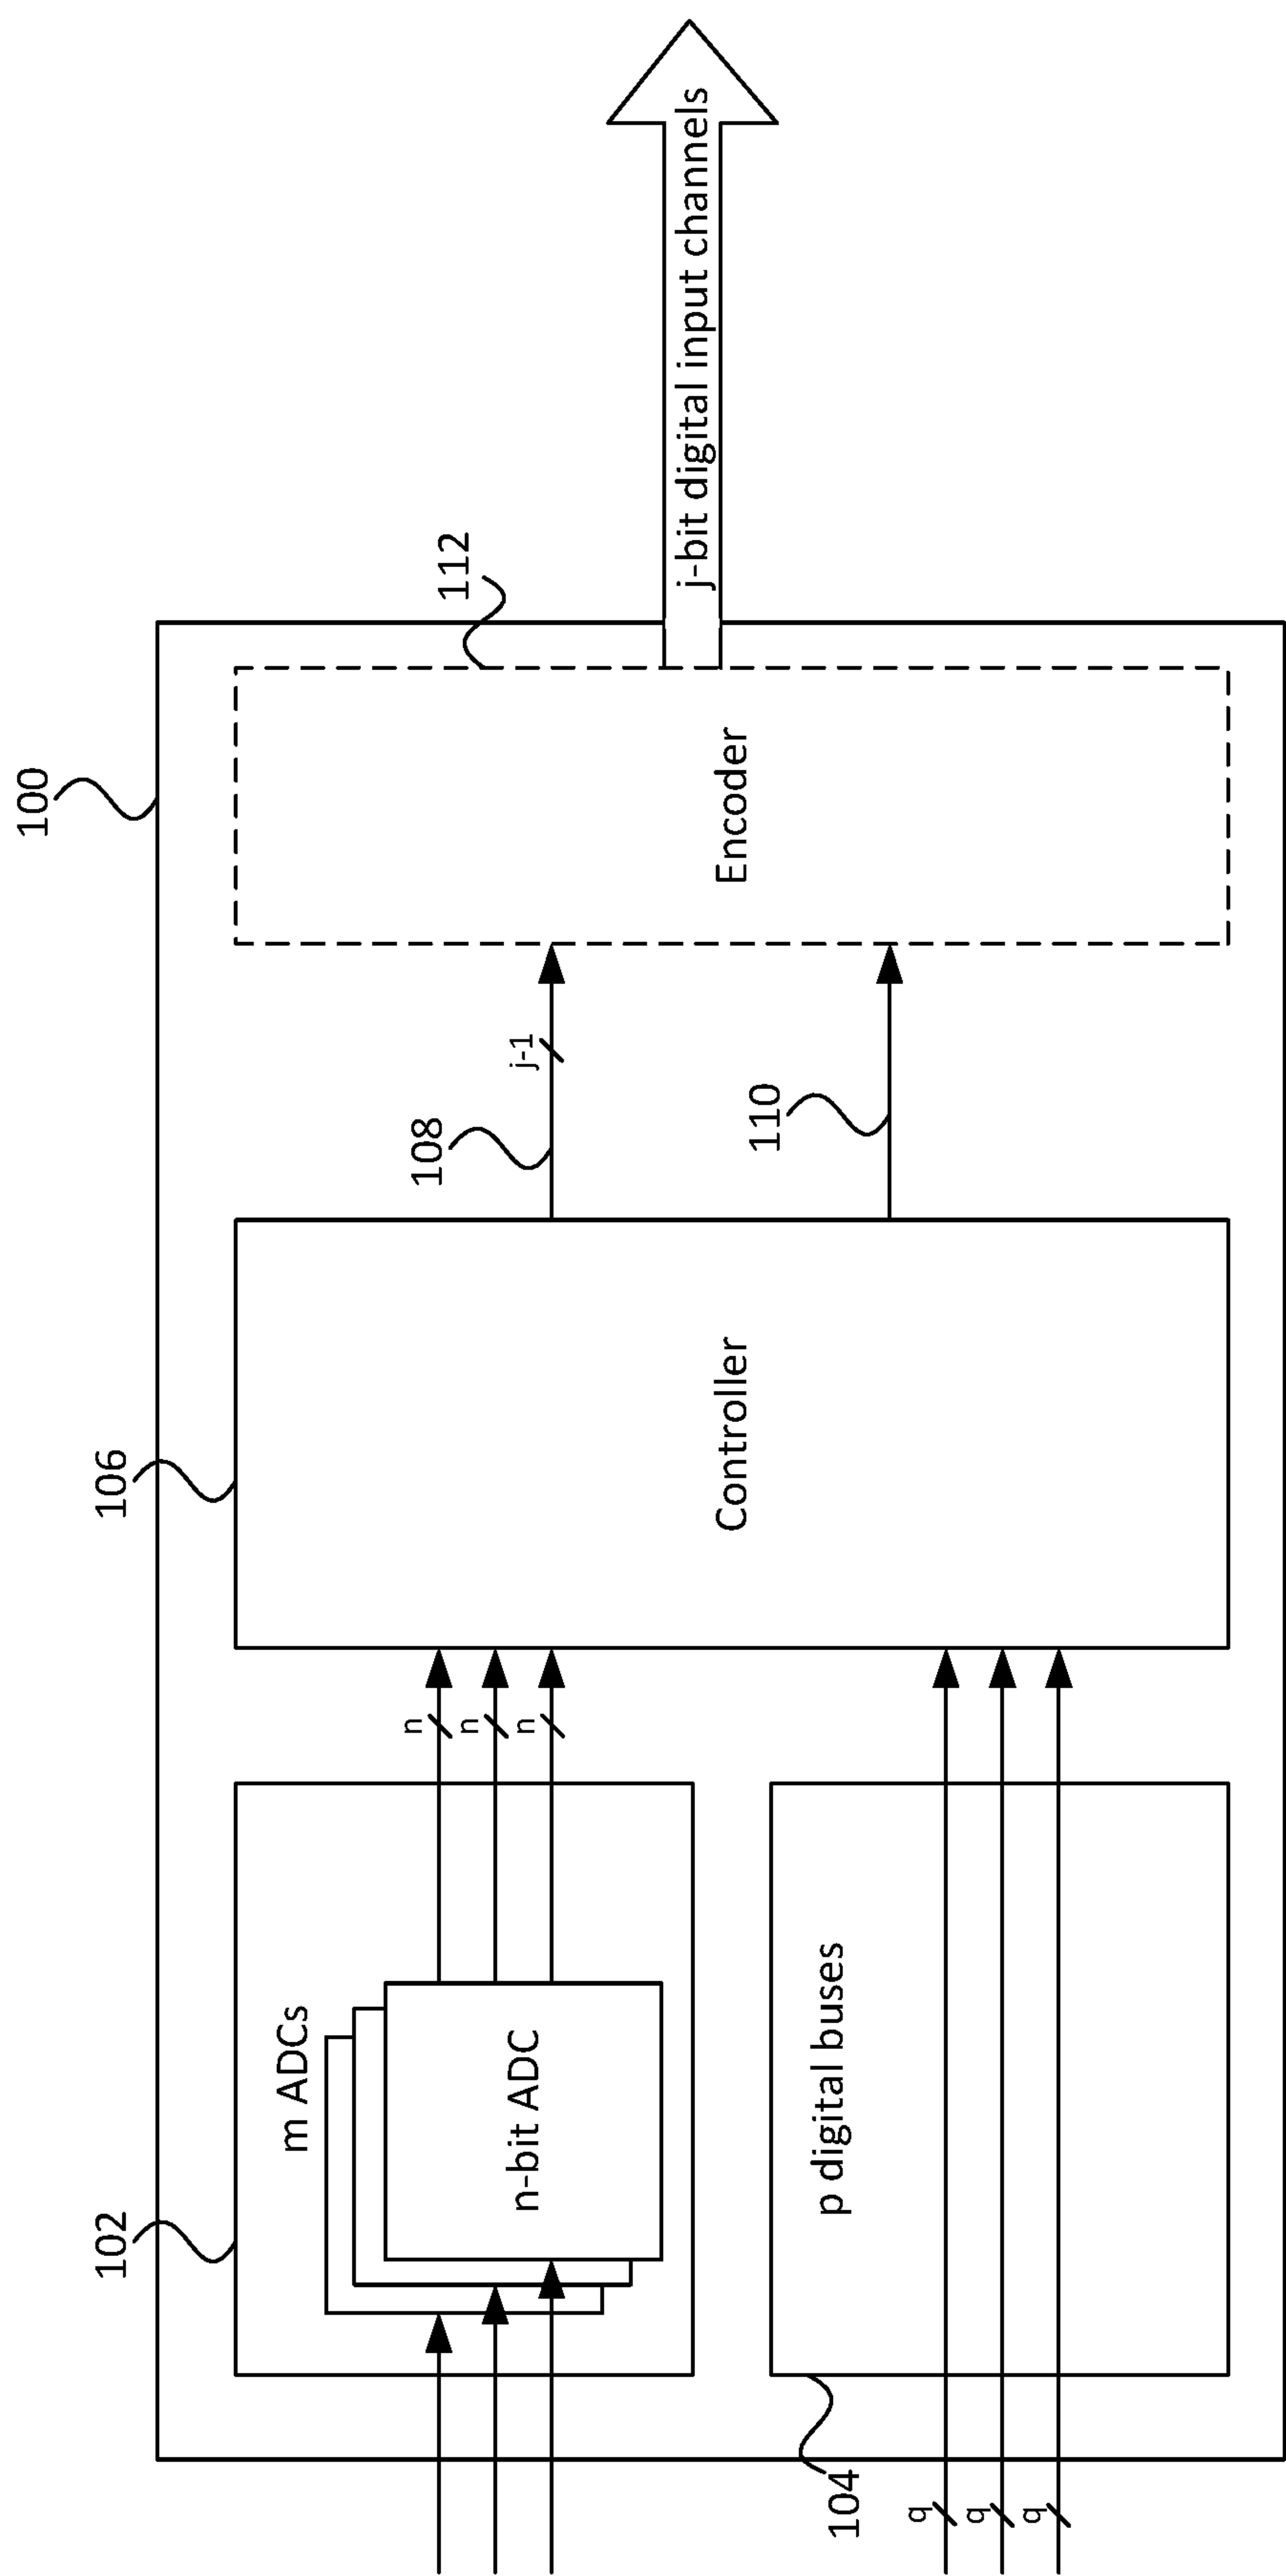 100
102
106
m ADCs
n
108
112
n
n-bit ADC
n
j-1
j-bit digital input channels
Controller
Encoder
110
p digital buses
104
q
q
q